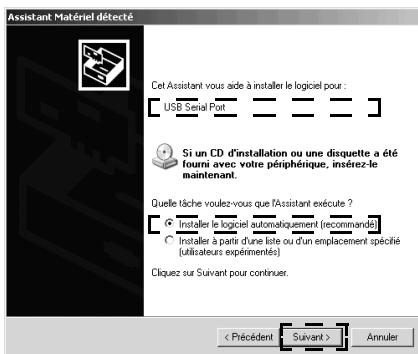 Assistant Matériel détecté
Cet Assistant vous aide à installer le logiciel pour :
USB Serial Port
Si un CD d'installation ou une disquette a été
fourni avec votre périphérique, insérez-le
maintenant.
Quelle tâche voulez-vous que l'Assistant exécute ?
Installer le logiciel automatiquement (recommandé)
Installer à partir d'une liste ou d'un emplacement spécifié
(utilisateurs expérimentés)
Cliquez sur Suivant pour continuer.
< Précédent Suivant > Annuler